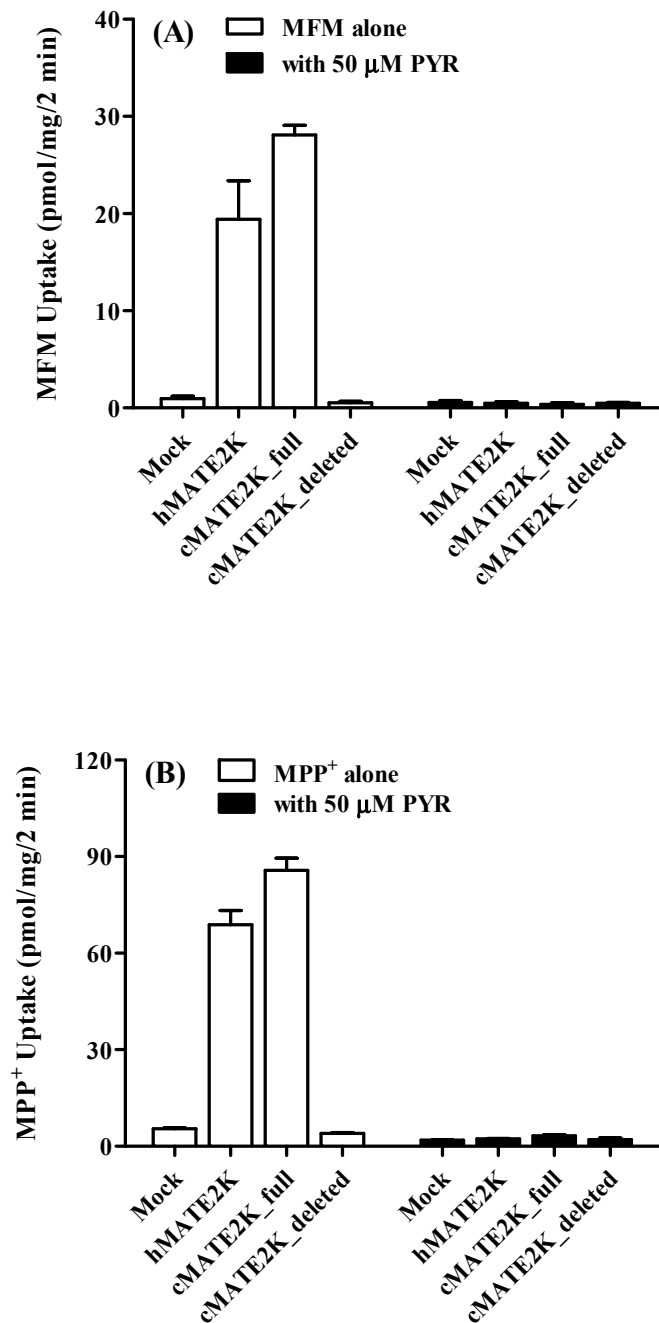 (A)
MFM alone
with 50 μM PYR
MFM Uptake (pmol/mg/2 min)
40
30
20
10
0
Mock
hMATE2K
cMATE2K_full
cMATE2K_deleted
Mock
hMATE2K
cMATE2K_full
cMATE2K_deleted
(B)
MPP⁺ alone
with 50 μM PYR
MPP⁺ Uptake (pmol/mg/2 min)
120
90
60
30
0
Mock
hMATE2K
cMATE2K_full
cMATE2K_deleted
Mock
hMATE2K
cMATE2K_full
cMATE2K_deleted